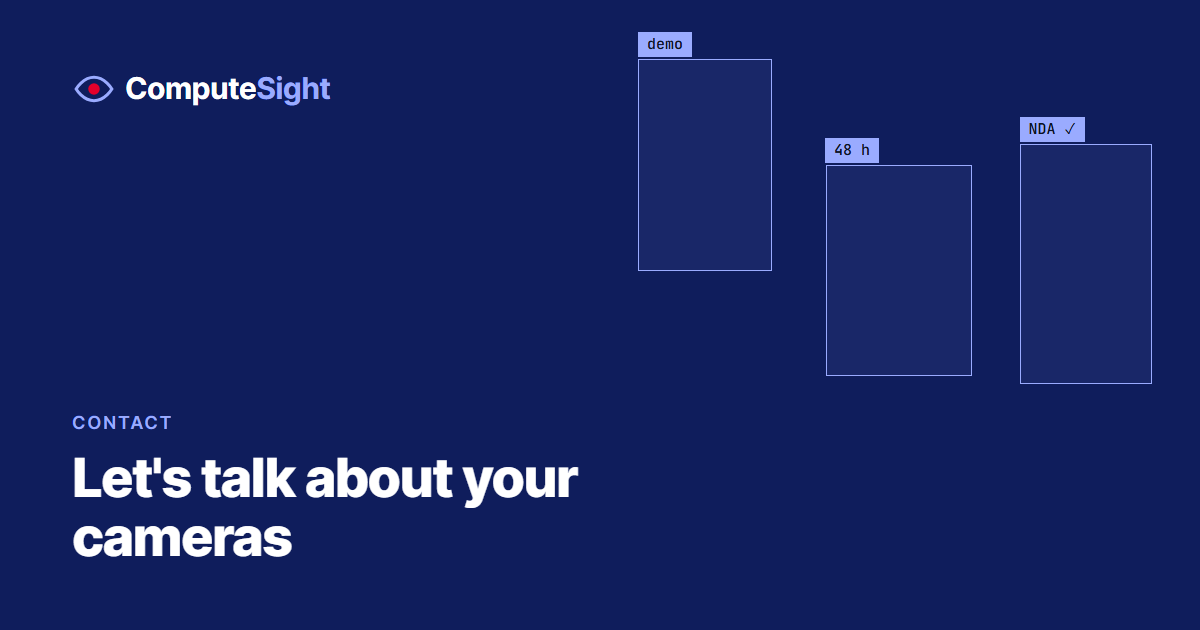 ComputeSight
demo
48 h
NDA ✓
CONTACT
Let's talk about your
cameras